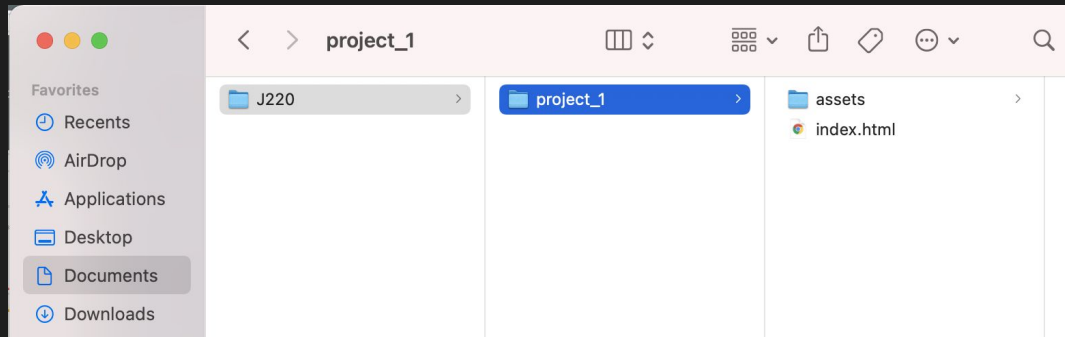 project_1
Favorites
Recents
AirDrop
Applications
Desktop
Documents
Downloads
J220
project_1
assets
index.html